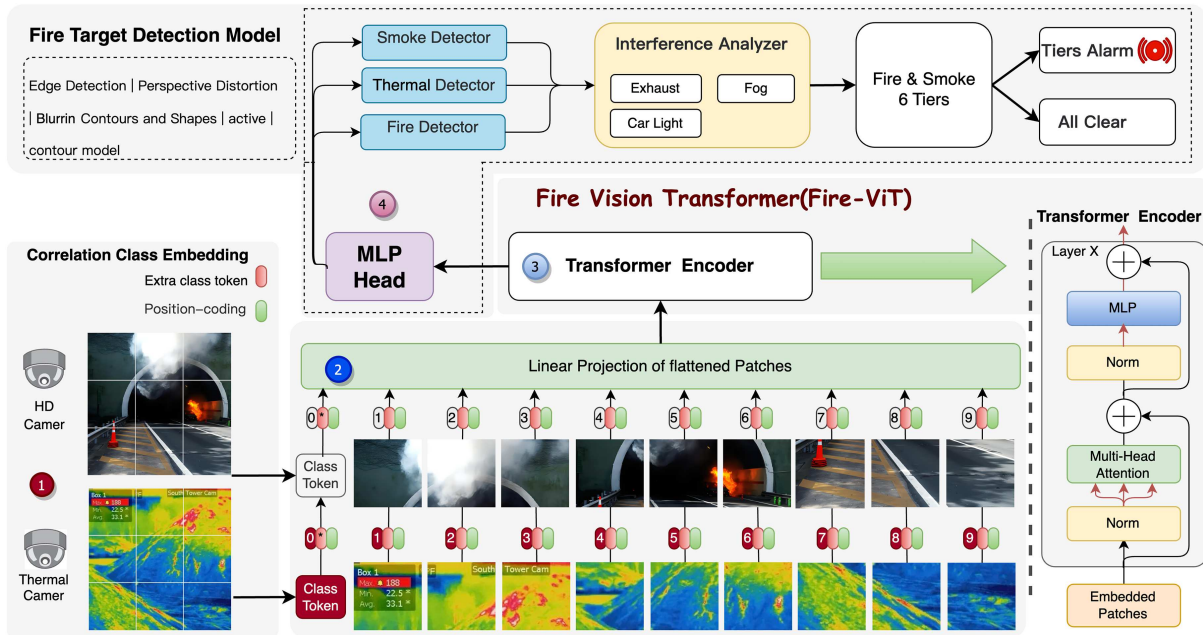 Fire Target Detection Model
Edge Detection | Perspective Distortion
| Blurrin Contours and Shapes | active |
contour model
Smoke Detector
Thermal Detector
Fire Detector
Interference Analyzer
Exhaust
Fog
Car Light
Fire & Smoke
6 Tiers
Tiers Alarm
All Clear
4
MLP
Head
Fire Vision Transformer(Fire-ViT)
3
Transformer Encoder
Correlation Class Embedding
Extra class token
Position-coding
HD
Camer
1
Thermal
Camer
Box 1
Max 188
Min. 22.5
Avg. 33.1
South Tower Cam
2
Linear Projection of flattened Patches
0 * 1 2 3 4 5 6 7 8 9
Class
Token
0 * 1 2 3 4 5 6 7 8 9
Class
Token
Box 1
Max 188
Min. 22.5
Avg. 33.1
South
Tower Cam
Transformer Encoder
Layer X
+
MLP
Norm
+
Multi-Head
Attention
Norm
Embedded
Patches